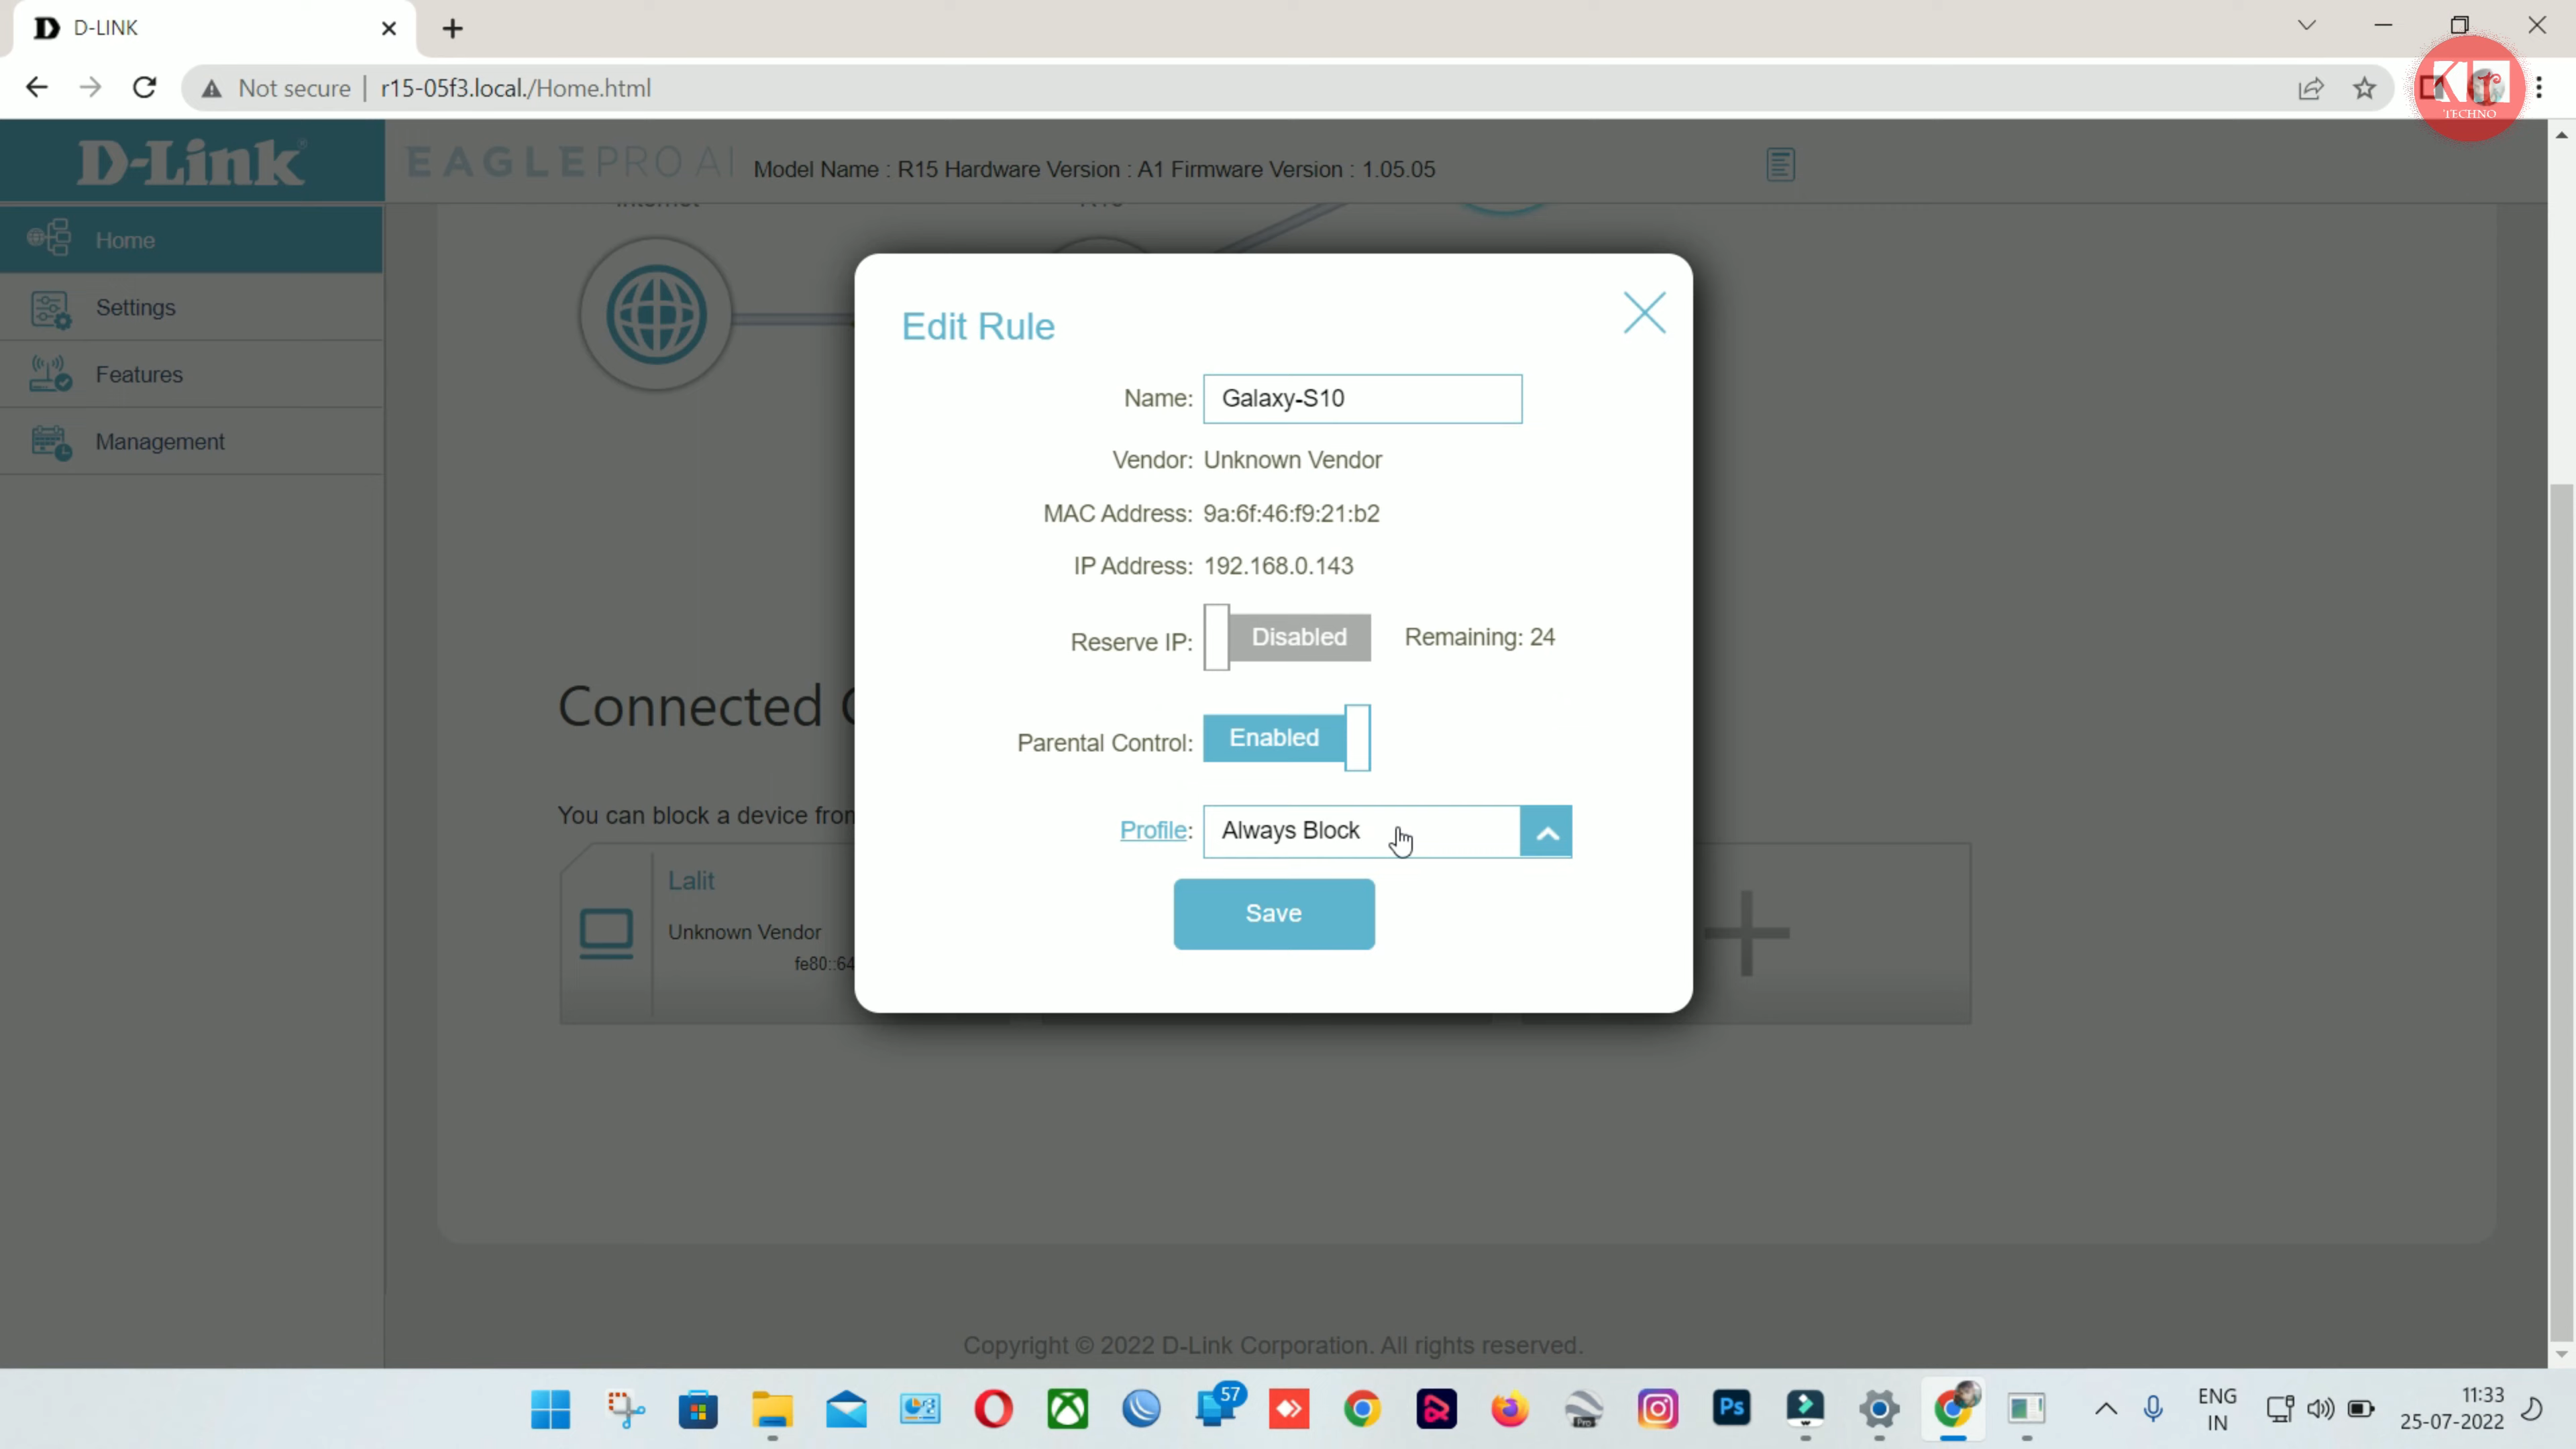 D-LINK
Not secure | r15-05f3.local./Home.html
KLT
TECHNO
D-Link
EAGLE PRO AI
Model Name : R15 Hardware Version : A1 Firmware Version : 1.05.05
Home
Settings
Features
Management
Edit Rule
Name: Galaxy-S10
Vendor: Unknown Vendor
MAC Address: 9a:6f:46:f9:21:b2
IP Address: 192.168.0.143
Reserve IP: Disabled Remaining: 24
Parental Control: Enabled
Profile: Always Block
Save
Connected
You can block a device from
Lalit
Unknown Vendor
fe80::64
Copyright © 2022 D-Link Corporation. All rights reserved.
57
Pro
Ps
ENG
IN
11:33
25-07-2022